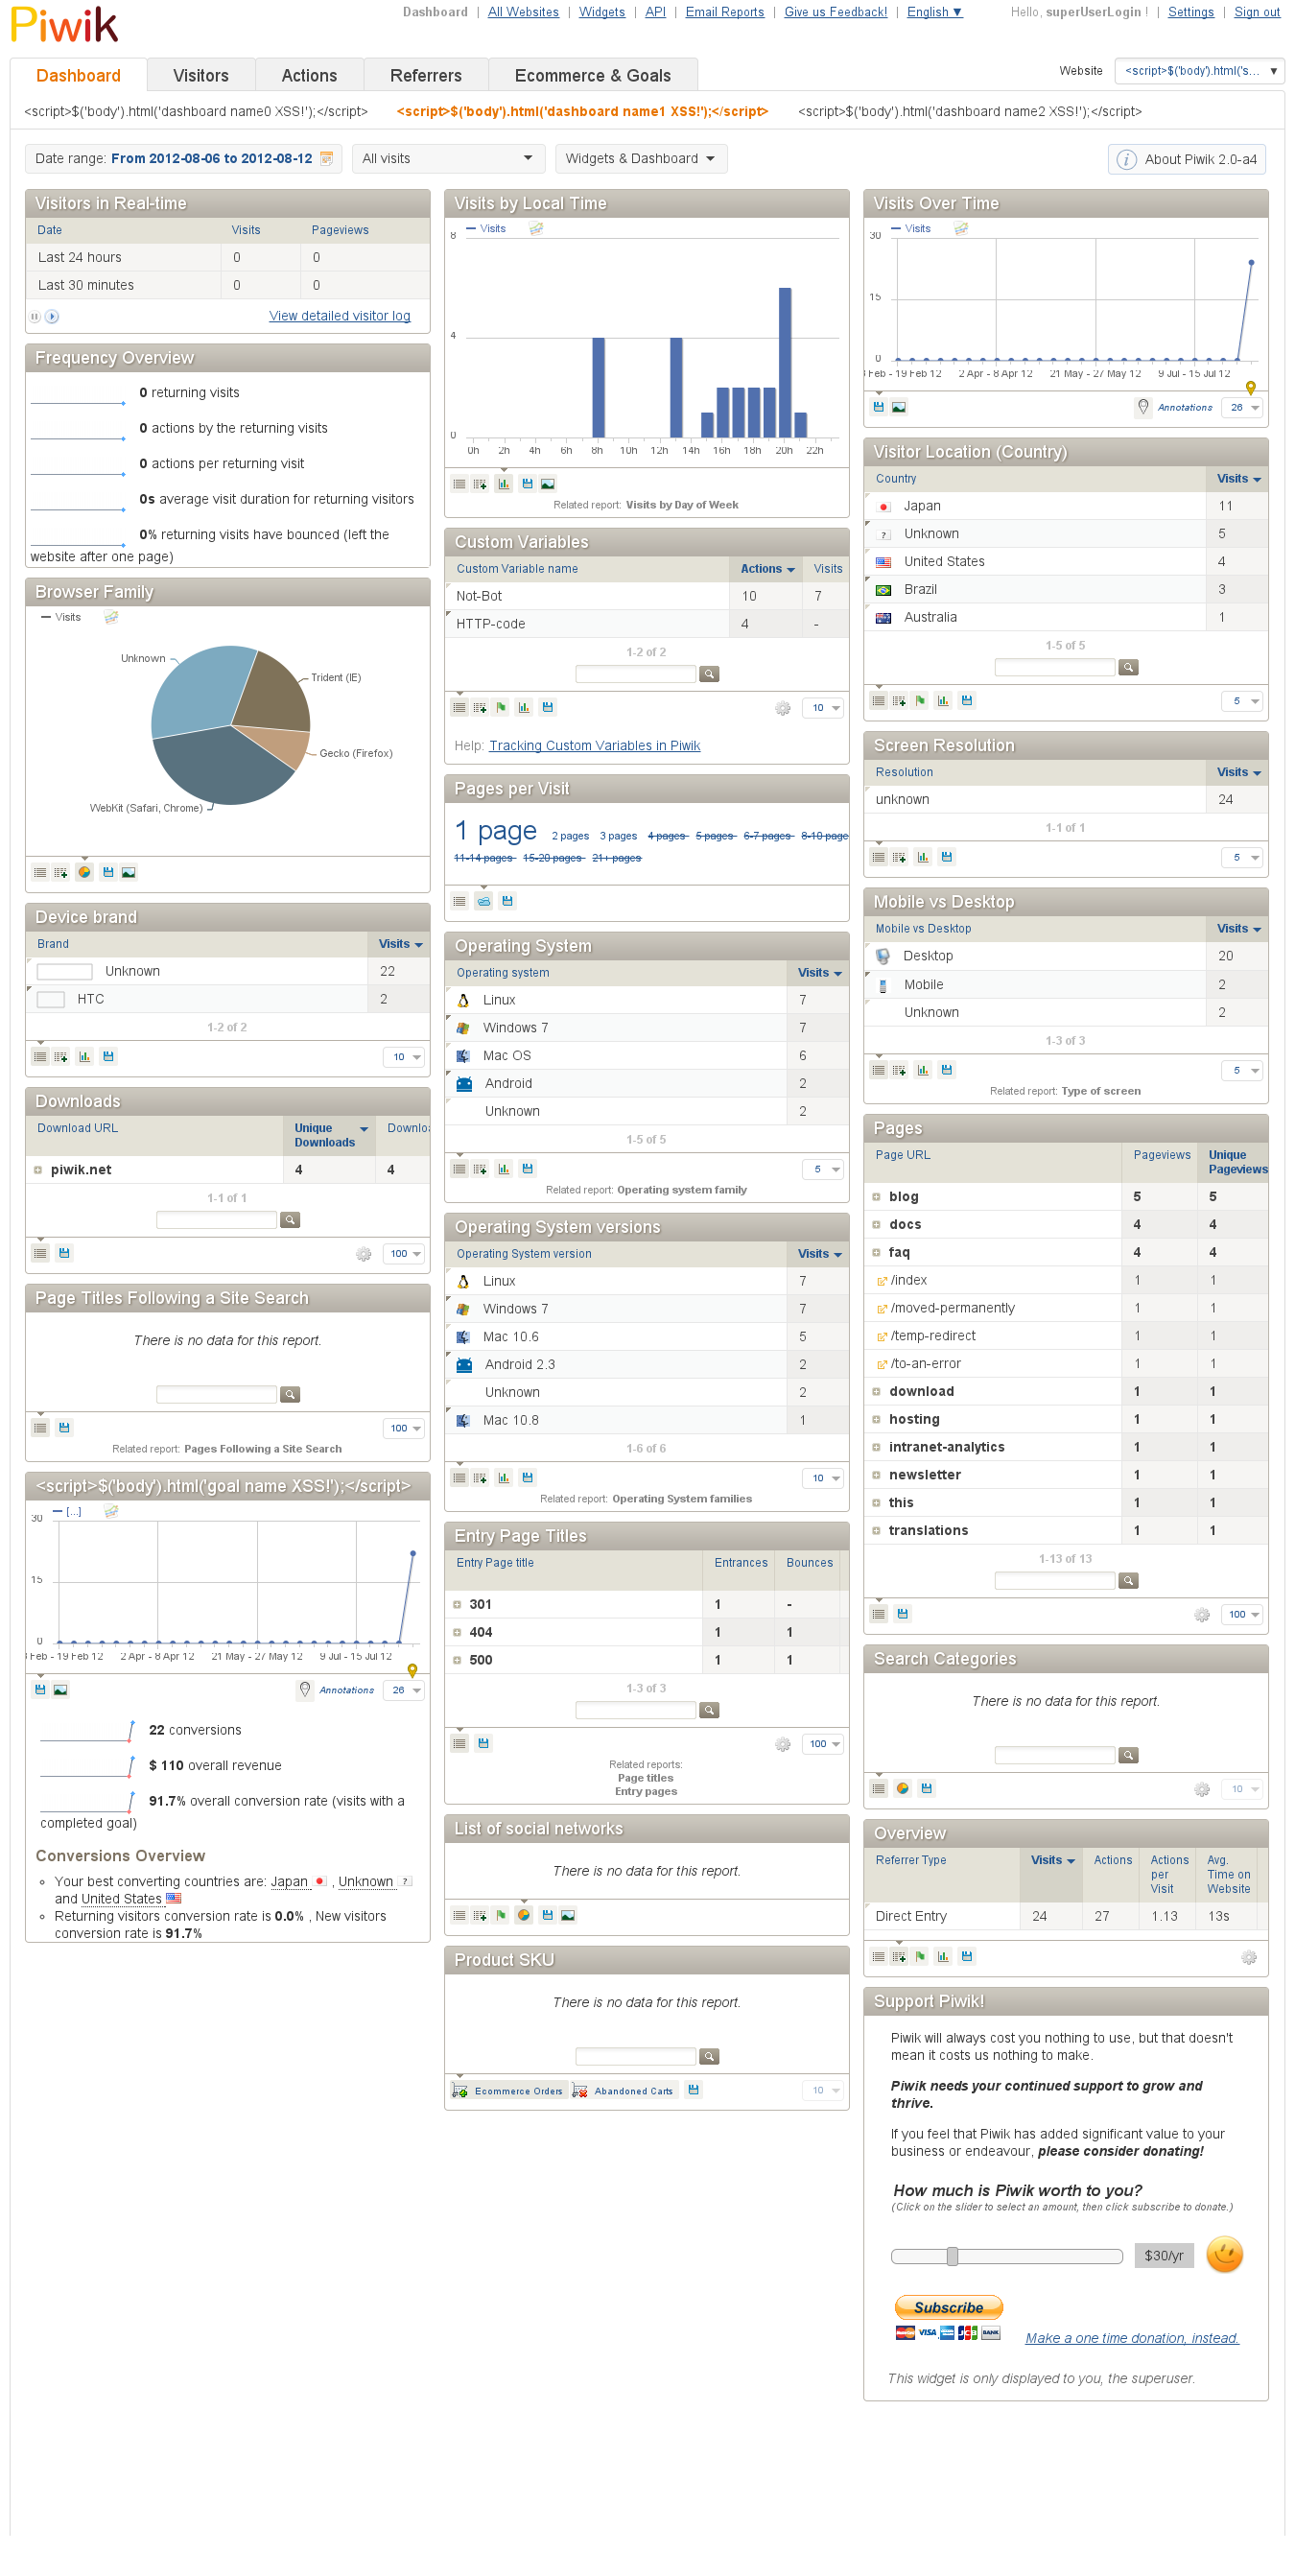 Piwik
Dashboard | All Websites | Widgets | API | Email Reports | Give us Feedback! | English ▼
Hello, superUserLogin ! | Settings | Sign out
Dashboard
Visitors
Actions
Referrers
Ecommerce & Goals
Website
<script>$('body').html('s... ▼
<script>$('body').html('dashboard name0 XSS!');</script>
<script>$('body').html('dashboard name1 XSS!');</script>
<script>$('body').html('dashboard name2 XSS!');</script>
Date range: From 2012-08-06 to 2012-08-12
All visits
Widgets & Dashboard
About Piwik 2.0-a4
Visitors in Real-time
Date Visits Pageviews
Last 24 hours 0 0
Last 30 minutes 0 0
View detailed visitor log
Frequency Overview
0 returning visits
0 actions by the returning visits
0 actions per returning visit
0s average visit duration for returning visitors
0% returning visits have bounced (left the
website after one page)
Browser Family
Visits
Unknown
Trident (IE)
Gecko (Firefox)
WebKit (Safari, Chrome)
Device brand
Brand Visits
Unknown 22
HTC 2
1-2 of 2
10
Downloads
Download URL Unique Downloa
Downloads
piwik.net 4 4
1-1 of 1
100
Page Titles Following a Site Search
There is no data for this report.
100
Related report: Pages Following a Site Search
<script>$('body').html('goal name XSS!');</script>
[...]
30
15
0
Feb - 19 Feb 12 2 Apr - 8 Apr 12 21 May - 27 May 12 9 Jul - 15 Jul 12
Annotations 26
22 conversions
$ 110 overall revenue
91.7% overall conversion rate (visits with a
completed goal)
Conversions Overview
Your best converting countries are: Japan , Unknown
and United States
Returning visitors conversion rate is 0.0% , New visitors
conversion rate is 91.7%
Visits by Local Time
Visits
8
4
0
0h 2h 4h 6h 8h 10h 12h 14h 16h 18h 20h 22h
Related report: Visits by Day of Week
Custom Variables
Custom Variable name Actions Visits
Not-Bot 10 7
HTTP-code 4 -
1-2 of 2
10
Help: Tracking Custom Variables in Piwik
Pages per Visit
1 page 2 pages 3 pages 4 pages 5 pages 6-7 pages 8-10 page
11-14 pages 15-20 pages 21+ pages
Operating System
Operating system Visits
Linux 7
Windows 7 7
Mac OS 6
Android 2
Unknown 2
1-5 of 5
5
Related report: Operating system family
Operating System versions
Operating System version Visits
Linux 7
Windows 7 7
Mac 10.6 5
Android 2.3 2
Unknown 2
Mac 10.8 1
1-6 of 6
10
Related report: Operating System families
Entry Page Titles
Entry Page title Entrances Bounces
301 1 -
404 1 1
500 1 1
1-3 of 3
100
Related reports:
Page titles
Entry pages
List of social networks
There is no data for this report.
Product SKU
There is no data for this report.
Ecommerce Orders Abandoned Carts 10
Visits Over Time
Visits
30
15
0
Feb - 19 Feb 12 2 Apr - 8 Apr 12 21 May - 27 May 12 9 Jul - 15 Jul 12
Annotations 26
Visitor Location (Country)
Country Visits
Japan 11
Unknown 5
United States 4
Brazil 3
Australia 1
1-5 of 5
5
Screen Resolution
Resolution Visits
unknown 24
1-1 of 1
5
Mobile vs Desktop
Mobile vs Desktop Visits
Desktop 20
Mobile 2
Unknown 2
1-3 of 3
5
Related report: Type of screen
Pages
Page URL Pageviews Unique
Pageviews
blog 5 5
docs 4 4
faq 4 4
/index 1 1
/moved-permanently 1 1
/temp-redirect 1 1
/to-an-error 1 1
download 1 1
hosting 1 1
intranet-analytics 1 1
newsletter 1 1
this 1 1
translations 1 1
1-13 of 13
100
Search Categories
There is no data for this report.
10
Overview
Referrer Type Visits Actions Actions Avg.
per Time on
Visit Website
Direct Entry 24 27 1.13 13s
Support Piwik!
Piwik will always cost you nothing to use, but that doesn't
mean it costs us nothing to make.
Piwik needs your continued support to grow and
thrive.
If you feel that Piwik has added significant value to your
business or endeavour, please consider donating!
How much is Piwik worth to you?
(Click on the slider to select an amount, then click subscribe to donate.)
$30/yr
Subscribe
VISA JCB BANK
Make a one time donation, instead.
This widget is only displayed to you, the superuser.